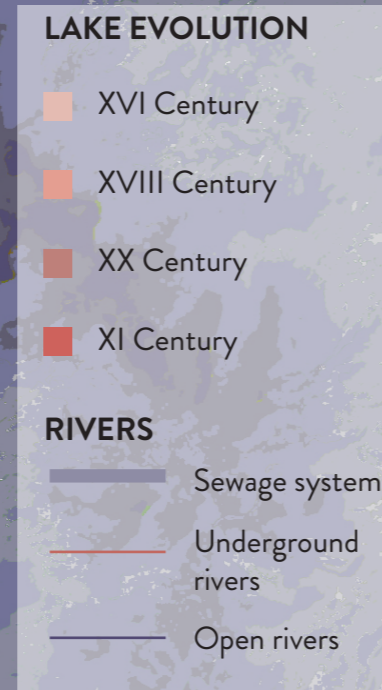 LAKE EVOLUTION
XVI Century
XVIII Century
XX Century
XI Century
RIVERS
Sewage system
Underground
rivers
Open rivers